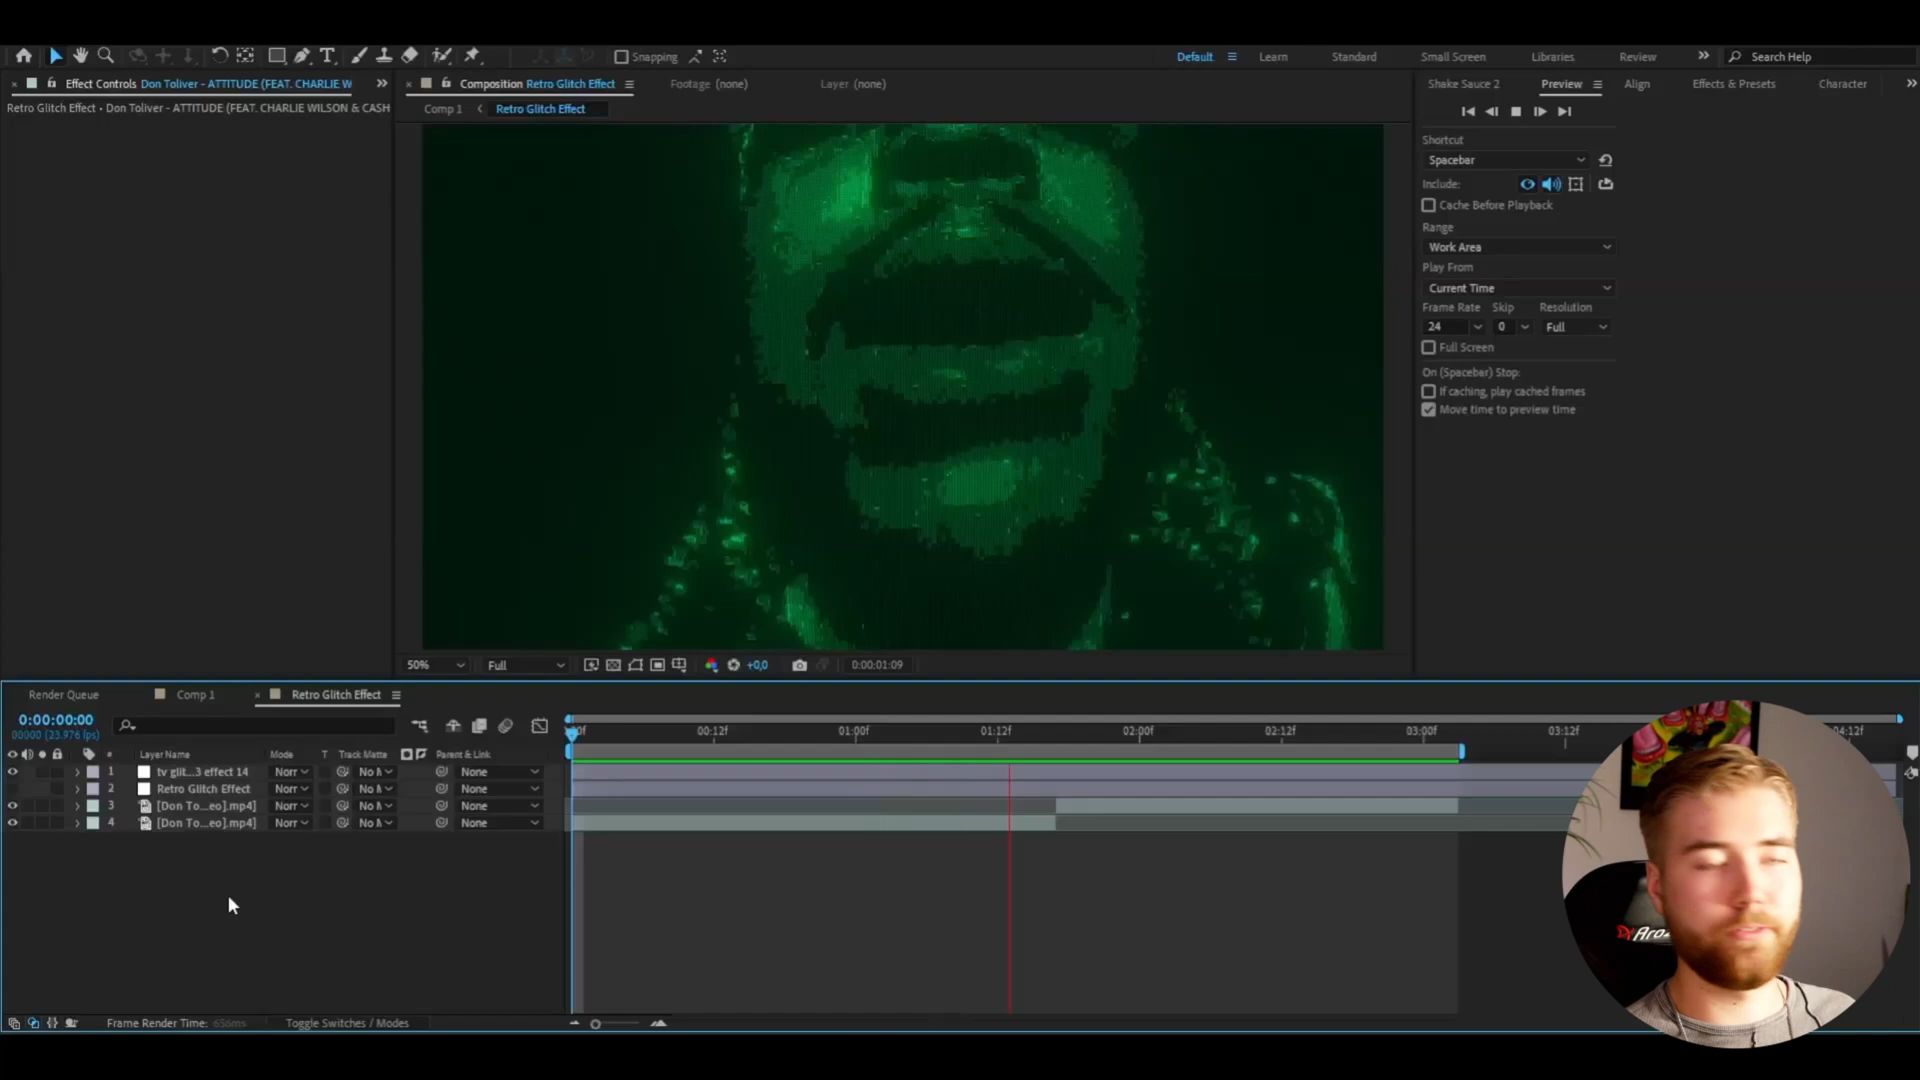 Snapping
Default
Learn
Standard
Small Screen
Libraries
Review
Search Help
Effect Controls Don Toliver - ATTITUDE (FEAT. CHARLIE W
Composition Retro Glitch Effect
Footage (none)
Layer (none)
Shake Sauce 2
Preview
Align
Effects & Presets
Character
Retro Glitch Effect • Don Toliver - ATTITUDE (FEAT. CHARLIE WILSON & CASH
Comp 1
Retro Glitch Effect
Shortcut
Spacebar
Include:
Cache Before Playback
Range
Work Area
Play From
Current Time
Frame Rate Skip Resolution
24 0 Full
Full Screen
On (Spacebar) Stop:
If caching, play cached frames
Move time to preview time
50% Full +0,0 0:00:01:09
Render Queue
Comp 1
Retro Glitch Effect
0:00:00:00
00000 (23.976 fps)
00:12f 01:00f 01:12f 02:00f 02:12f 03:00f 03:12f 04:12f
# Layer Name Mode T Track Matte Parent & Link
1 tv glit...3 effect 14 Norr No M None
2 Retro Glitch Effect Norr No M None
3 [Don To...eo].mp4] Norr No M None
4 [Don To...eo].mp4] Norr No M None
Frame Render Time: 656ms
Toggle Switches / Modes